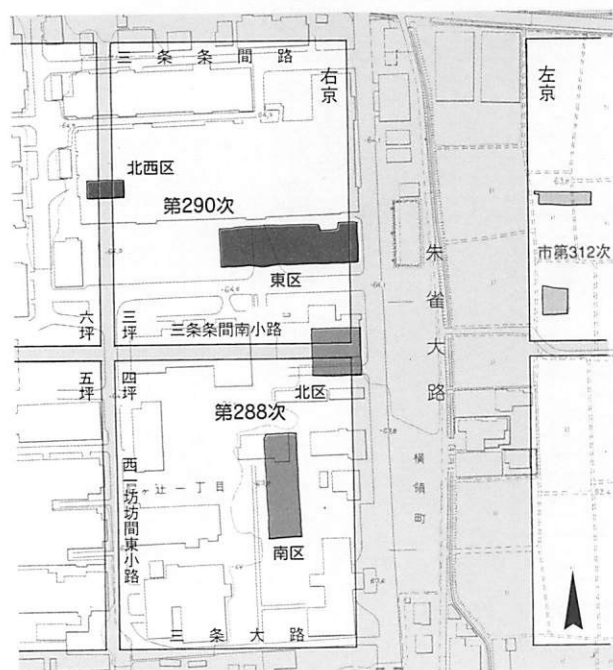 三条条間路
右京
左京
北西区
第290次
東区
市第312次
朱雀大路
六坪
三坪
三条条間南小路
五坪
四坪
北区
第288次
西一坊坊間東小路
一丁目
横領町
南区
三条大路